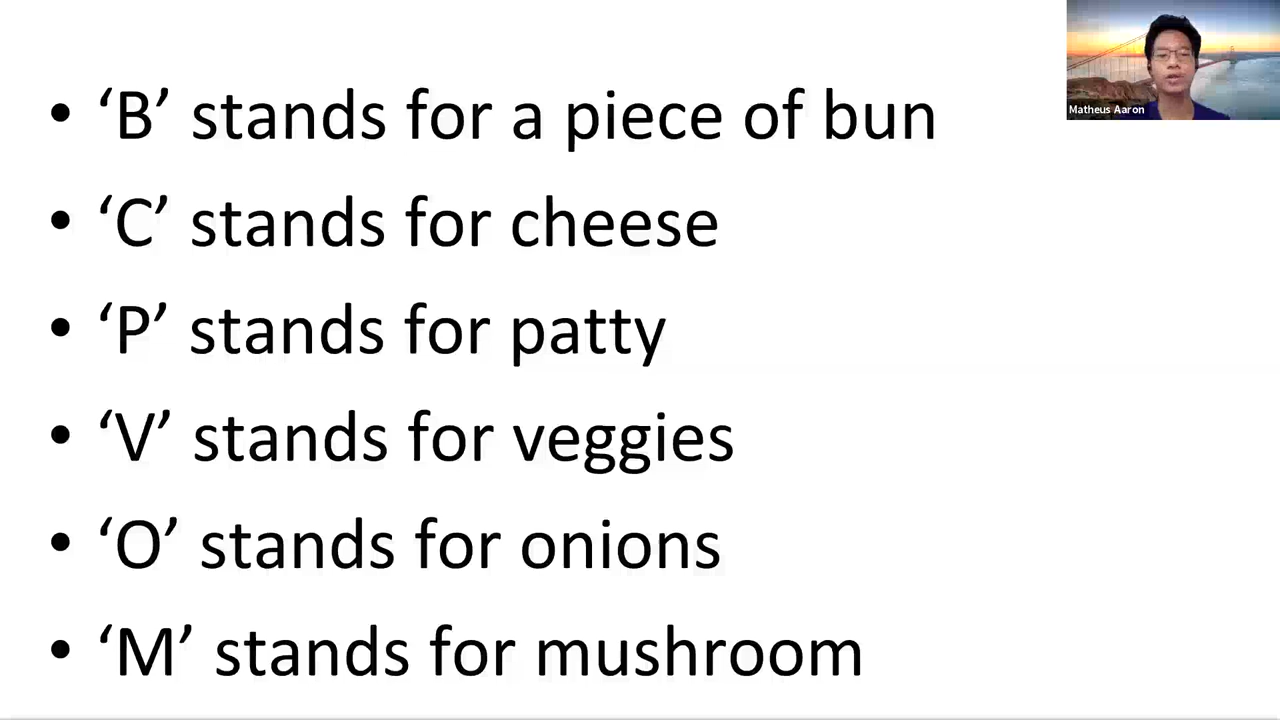 • ‘B’ stands for a piece of bun
• ‘C’ stands for cheese
• ‘P’ stands for patty
• ‘V’ stands for veggies
• ‘O’ stands for onions
• ‘M’ stands for mushroom
Matheus Aaron